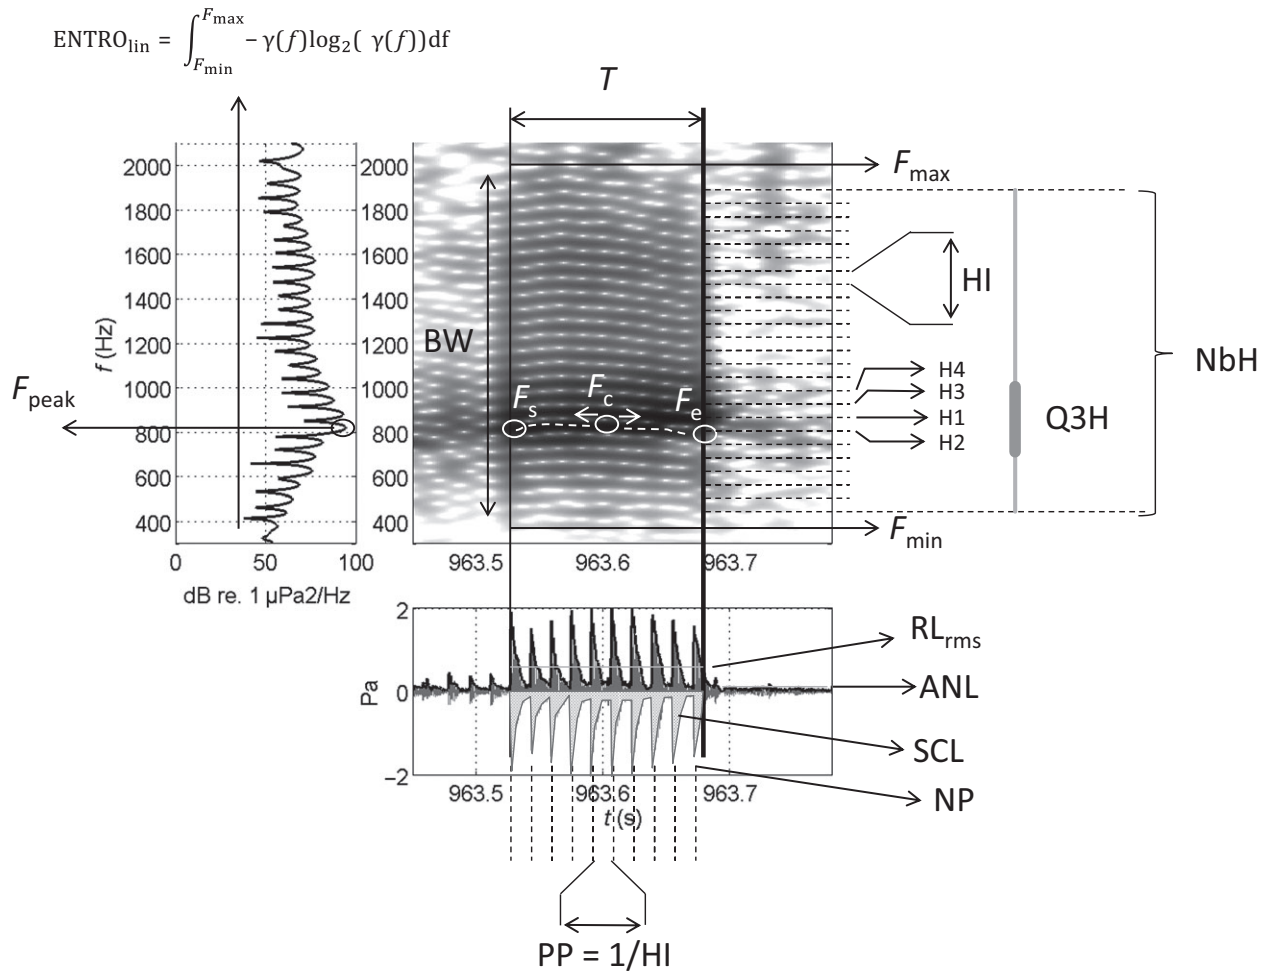 ENTRO_lin = ∫_{F_min}^{F_max} − γ(f)log₂( γ(f))df
T
2000
1800
1600
1400
1200
1000
800
600
400
f (Hz)
0 50 100
dB re. 1 µPa2/Hz
F_peak
2000
1800
1600
1400
1200
1000
800
600
400
BW
F_s
F_c
F_e
963.5 963.6 963.7
F_max
HI
H4
H3
H1
H2
Q3H
NbH
F_min
2
0
−2
Pa
963.5 963.6 963.7
t (s)
RL_rms
ANL
SCL
NP
PP = 1/HI